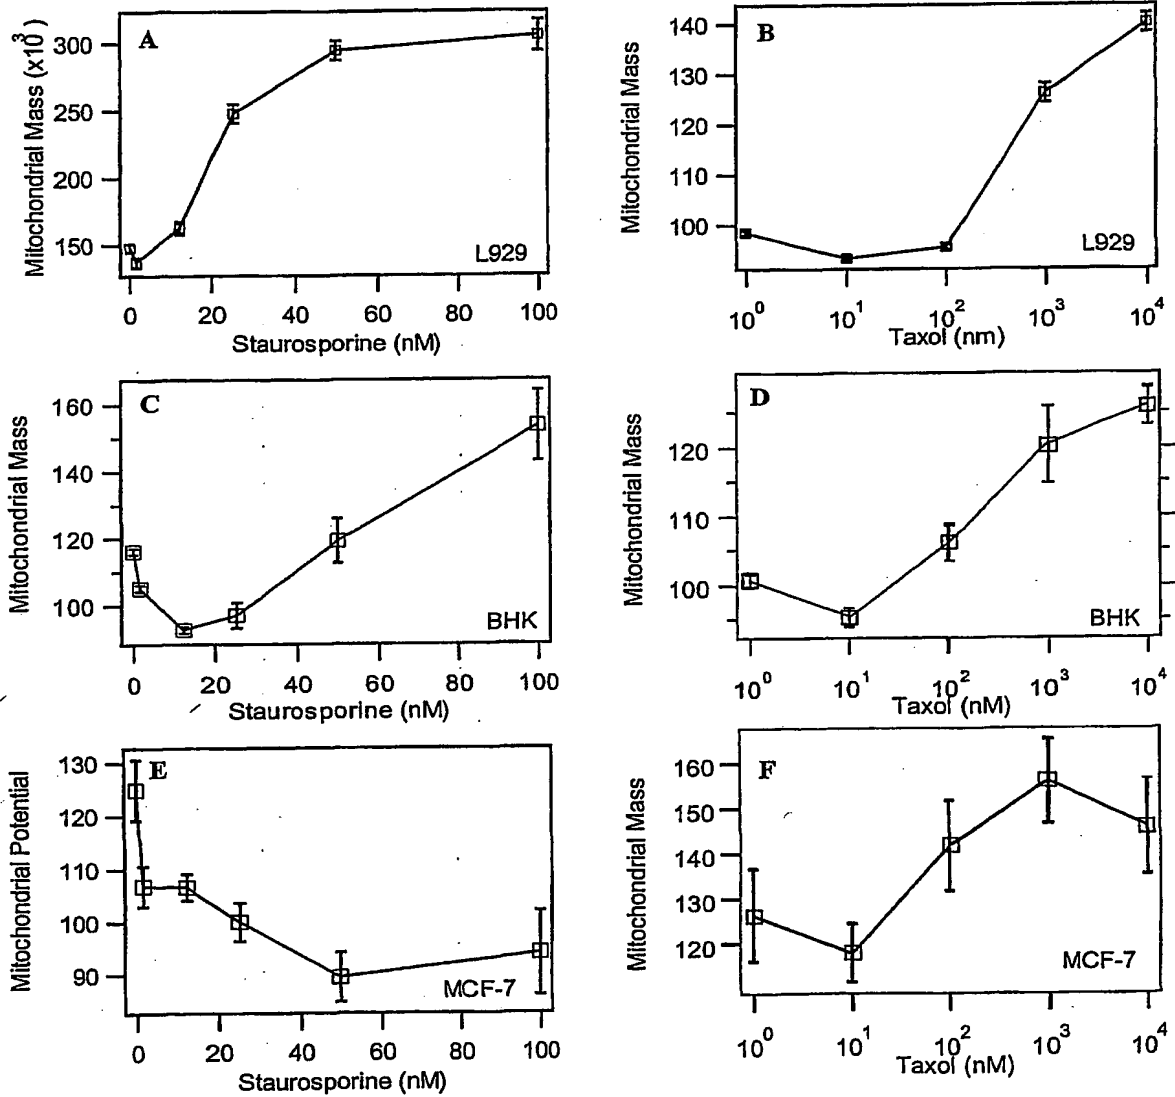 A
Mitochondrial Mass (x10³)
300
250
200
150
L929
0 20 40 60 80 100
Staurosporine (nM)
B
Mitochondrial Mass
140
130
120
110
100
L929
10⁰ 10¹ 10² 10³ 10⁴
Taxol (nm)
C
Mitochondrial Mass
160
140
120
100
BHK
0 20 40 60 80 100
Staurosporine (nM)
D
Mitochondrial Mass
120
110
100
BHK
10⁰ 10¹ 10² 10³ 10⁴
Taxol (nM)
E
Mitochondrial Potential
130
120
110
100
90
MCF-7
0 20 40 60 80 100
Staurosporine (nM)
F
Mitochondrial Mass
160
150
140
130
120
MCF-7
10⁰ 10¹ 10² 10³ 10⁴
Taxol (nM)